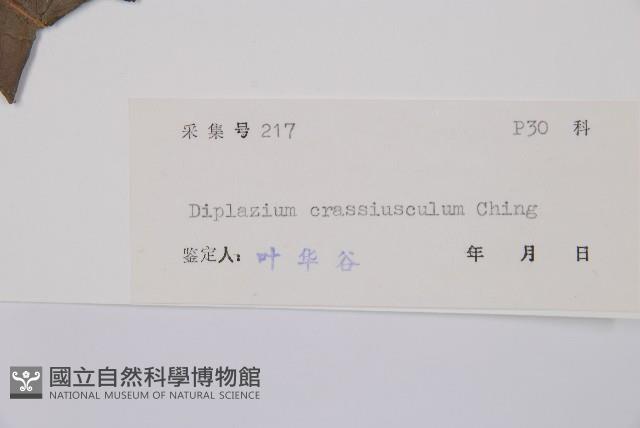 采集号 217 P30 科
Diplazium crassiusculum Ching
鉴定人: 叶华谷 年 月 日
國立自然科學博物館
NATIONAL MUSEUM OF NATURAL SCIENCE